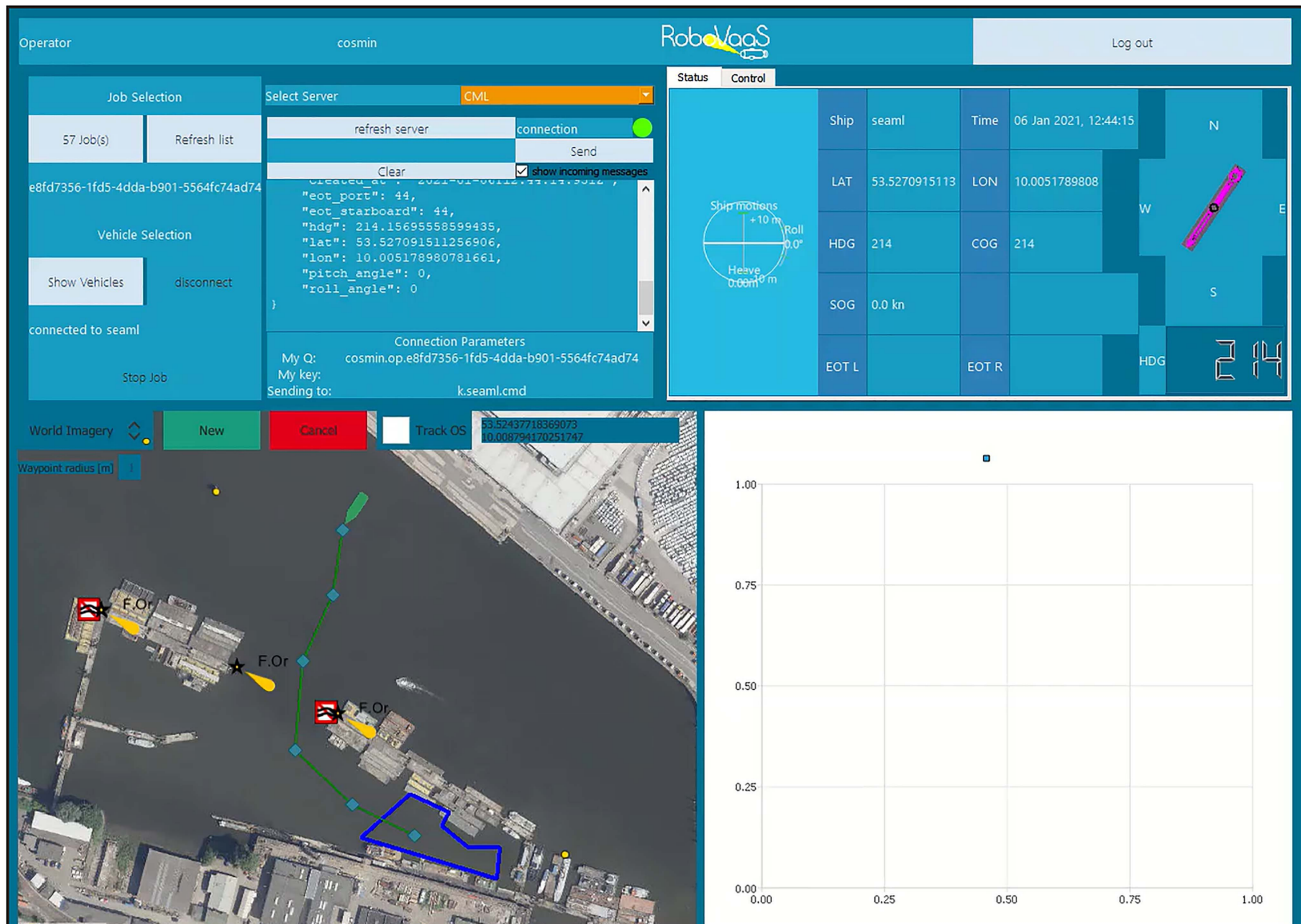 Operator
cosmin
RoboVaaS
Log out
Job Selection
57 Job(s)
Refresh list
e8fd7356-1fd5-4dda-b901-5564fc74ad74
Vehicle Selection
Show Vehicles
disconnect
connected to seaml
Stop Job
Select Server
CML
refresh server
connection
Send
Clear
show incoming messages
"eot_port": 44,
"eot_starboard": 44,
"hdg": 214.15695558599435,
"lat": 53.527091511256906,
"lon": 10.005178980781661,
"pitch_angle": 0,
"roll_angle": 0
}
Connection Parameters
My Q: cosmin.op.e8fd7356-1fd5-4dda-b901-5564fc74ad74
My key:
Sending to: k.seaml.cmd
Status
Control
Ship motions
+10 m
Roll
0.0°
Heave
0.00m
10 m
Ship seaml Time 06 Jan 2021, 12:44:15
LAT 53.5270915113 LON 10.0051789808
HDG 214 COG 214
SOG 0.0 kn
EOT L EOT R
N
W
E
S
HDG
214
World Imagery
New
Cancel
Track OS
53.52437718369073
10.008794170251747
Waypoint radius [m]
F.Or
F.Or
F.Or
1.00
0.75
0.50
0.25
0.00
0.00 0.25 0.50 0.75 1.00